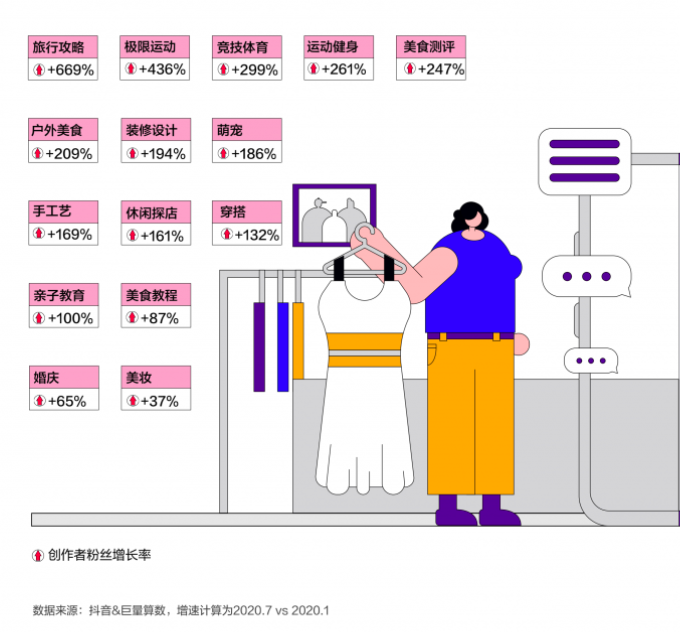 旅行攻略
+669%
极限运动
+436%
竞技体育
+299%
运动健身
+261%
美食测评
+247%
户外美食
+209%
装修设计
+194%
萌宠
+186%
手工艺
+169%
休闲探店
+161%
穿搭
+132%
亲子教育
+100%
美食教程
+87%
婚庆
+65%
美妆
+37%
创作者粉丝增长率
数据来源：抖音&巨量算数，增速计算为2020.7 vs 2020.1